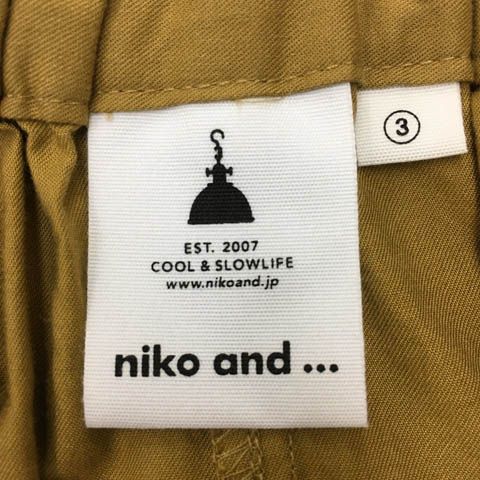 ③
EST. 2007
COOL & SLOWLIFE
www.nikoand.jp
niko and ...